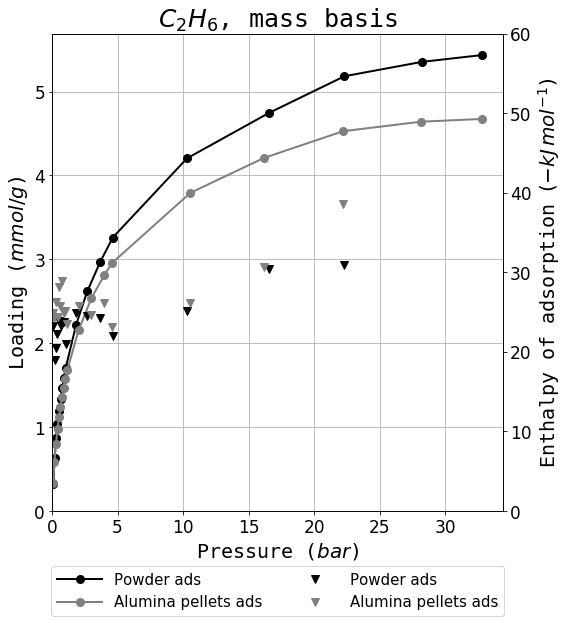 C₂H₆, mass basis
Loading (mmol/g)
5
4
3
2
1
0
60
50
40
30
20
10
0
Enthalpy of adsorption (−kJmol⁻¹)
0 5 10 15 20 25 30
Pressure (bar)
Powder ads Powder ads
Alumina pellets ads Alumina pellets ads